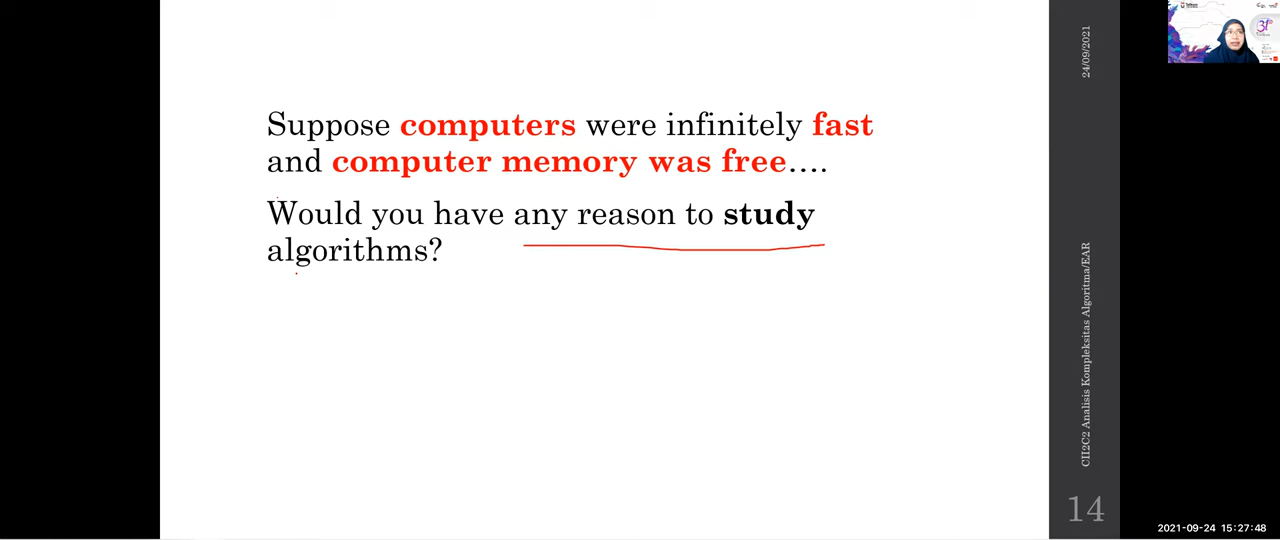 Suppose computers were infinitely fast
and computer memory was free….
Would you have any reason to study
algorithms?
24/09/2021
CII2C2 Analisis Kompleksitas Algoritma/EAR
14
2021-09-24 15:27:48